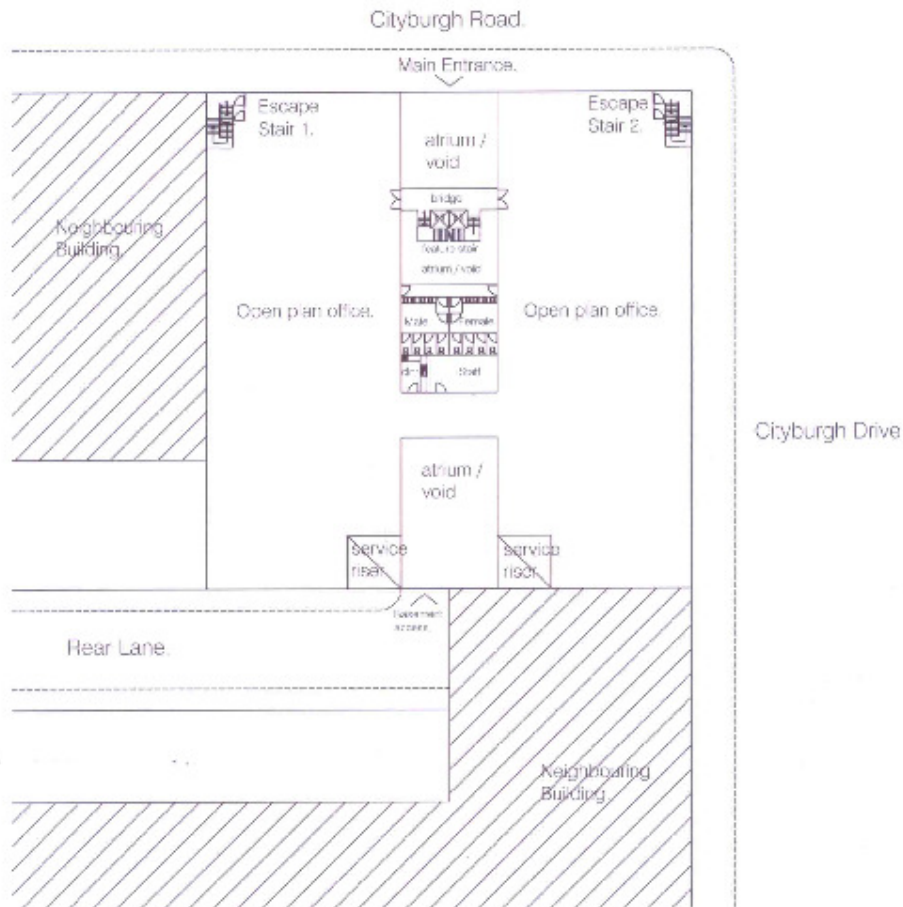 Cityburgh Road.
Main Entrance.
Escape
Stair 1.
Escape
Stair 2.
atrium /
void
bridge
feature stair
atrium / void
Neighbouring
Building.
Open plan office.
Open plan office.
Male
Female
Staff
Cityburgh Drive
atrium /
void
service
riser
service
riser
Basement
access.
Rear Lane.
Neighbouring
Building.